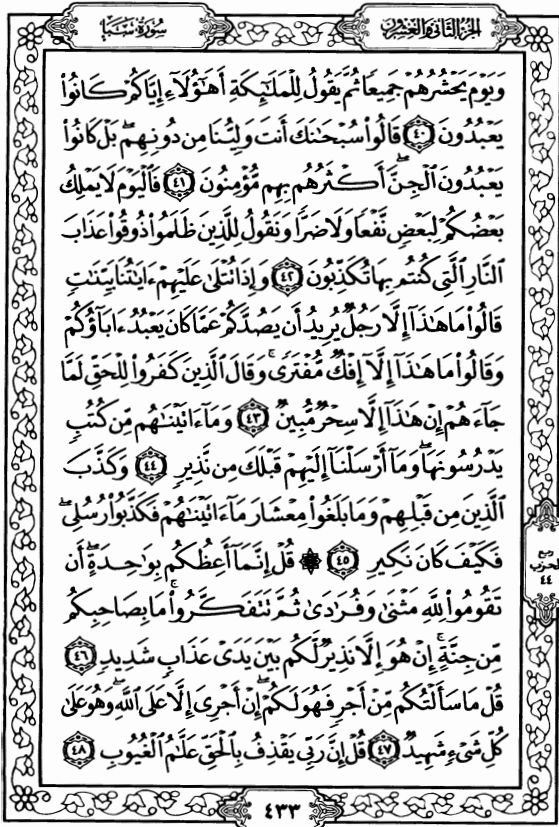 الجزء الثاني والعشرون
سورة سبإ
وَيَوْمَ يَحْشُرُهُمْ جَمِيعًا ثُمَّ يَقُولُ لِلْمَلَٰٓئِكَةِ أَهَٰٓؤُلَآءِ إِيَّاكُمْ كَانُوا۟
يَعْبُدُونَ ٤٠ قَالُوا۟ سُبْحَٰنَكَ أَنتَ وَلِيُّنَا مِن دُونِهِم ۖ بَلْ كَانُوا۟
يَعْبُدُونَ ٱلْجِنَّ ۖ أَكْثَرُهُم بِهِم مُّؤْمِنُونَ ٤١ فَٱلْيَوْمَ لَا يَمْلِكُ
بَعْضُكُمْ لِبَعْضٍ نَّفْعًا وَلَا ضَرًّا وَنَقُولُ لِلَّذِينَ ظَلَمُوا۟ ذُوقُوا۟ عَذَابَ
ٱلنَّارِ ٱلَّتِى كُنتُم بِهَا تُكَذِّبُونَ ٤٢ وَإِذَا تُتْلَىٰ عَلَيْهِمْ ءَايَٰتُنَا بَيِّنَٰتٍ
قَالُوا۟ مَا هَٰذَآ إِلَّا رَجُلٌ يُرِيدُ أَن يَصُدَّكُمْ عَمَّا كَانَ يَعْبُدُ ءَابَآؤُكُمْ
وَقَالُوا۟ مَا هَٰذَآ إِلَّآ إِفْكٌ مُّفْتَرًى ۚ وَقَالَ ٱلَّذِينَ كَفَرُوا۟ لِلْحَقِّ لَمَّا
جَآءَهُمْ إِنْ هَٰذَآ إِلَّا سِحْرٌ مُّبِينٌ ٤٣ وَمَآ ءَاتَيْنَٰهُم مِّن كُتُبٍ
يَدْرُسُونَهَا ۖ وَمَآ أَرْسَلْنَآ إِلَيْهِمْ قَبْلَكَ مِن نَّذِيرٍ ٤٤ وَكَذَّبَ
ٱلَّذِينَ مِن قَبْلِهِمْ وَمَا بَلَغُوا۟ مِعْشَارَ مَآ ءَاتَيْنَٰهُمْ فَكَذَّبُوا۟ رُسُلِى ۖ
فَكَيْفَ كَانَ نَكِيرِ ٤٥ ۞ قُلْ إِنَّمَآ أَعِظُكُم بِوَٰحِدَةٍ ۖ أَن
تَقُومُوا۟ لِلَّهِ مَثْنَىٰ وَفُرَٰدَىٰ ثُمَّ تَتَفَكَّرُوا۟ ۚ مَا بِصَاحِبِكُم
مِّن جِنَّةٍ ۚ إِنْ هُوَ إِلَّا نَذِيرٌ لَّكُم بَيْنَ يَدَىْ عَذَابٍ شَدِيدٍ ٤٦
قُلْ مَا سَأَلْتُكُم مِّنْ أَجْرٍ فَهُوَ لَكُمْ ۖ إِنْ أَجْرِىَ إِلَّا عَلَى ٱللَّهِ ۖ وَهُوَ عَلَىٰ
كُلِّ شَىْءٍ شَهِيدٌ ٤٧ قُلْ إِنَّ رَبِّى يَقْذِفُ بِٱلْحَقِّ عَلَّٰمُ ٱلْغُيُوبِ ٤٨
ربع
الحزب
٤٤
٤٣٣